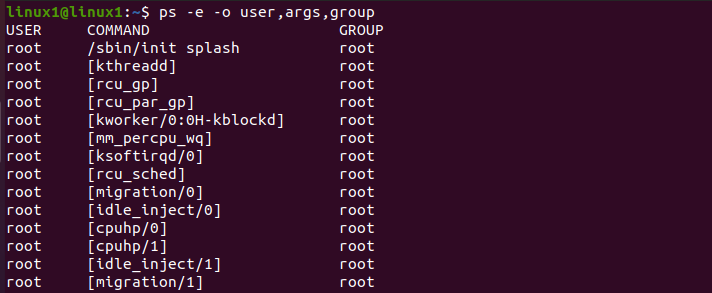 linux1@linux1:~$ ps -e -o user,args,group
USER     COMMAND                     GROUP
root     /sbin/init splash           root
root     [kthreadd]                  root
root     [rcu_gp]                    root
root     [rcu_par_gp]                root
root     [kworker/0:0H-kblockd]      root
root     [mm_percpu_wq]              root
root     [ksoftirqd/0]               root
root     [rcu_sched]                 root
root     [migration/0]               root
root     [idle_inject/0]             root
root     [cpuhp/0]                   root
root     [cpuhp/1]                   root
root     [idle_inject/1]             root
root     [migration/1]               root